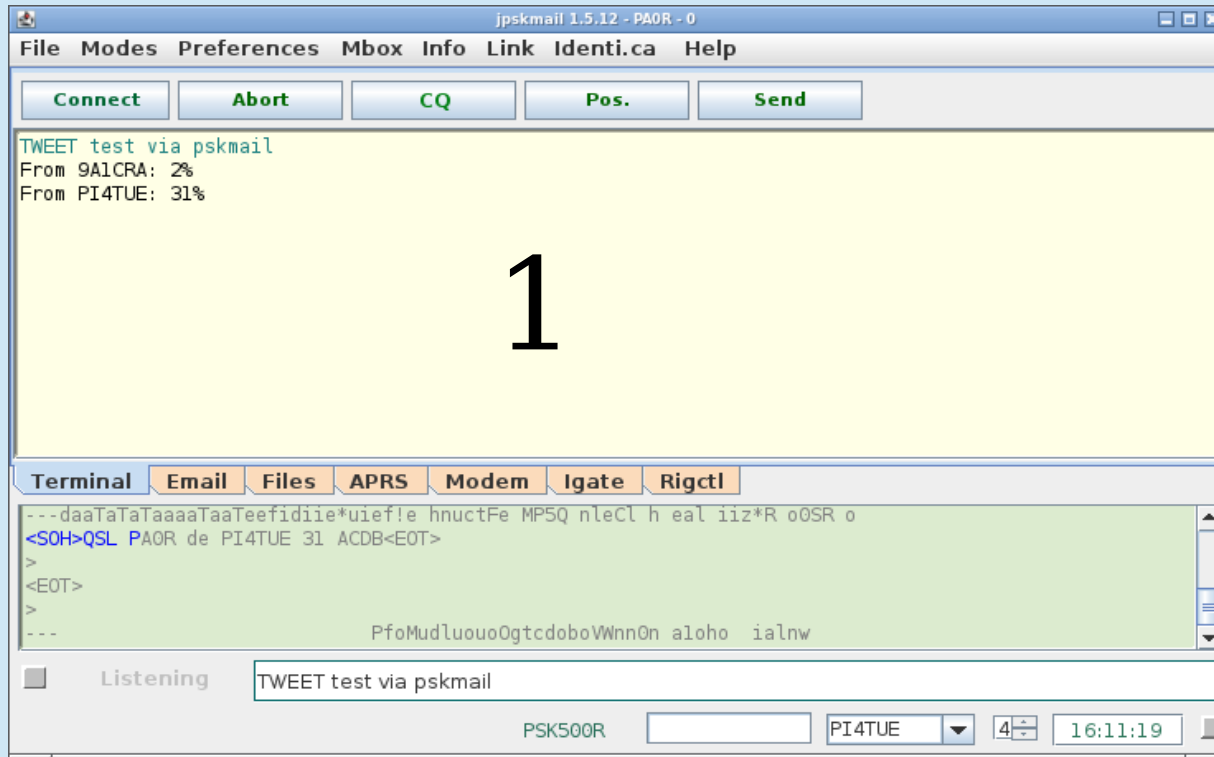 jpskmail 1.5.12 - PA0R - 0
File Modes Preferences Mbox Info Link Identi.ca Help
Connect Abort CQ Pos. Send
TWEET test via pskmail
From 9A1CRA: 2%
From PI4TUE: 31%
1
Terminal Email Files APRS Modem Igate Rigctl
---daaTaTaTaaaaTaaTeefidiie*uief!e hnuctFe MP5Q nleCl h eal iiz*R o0SR o
<SOH>QSL PA0R de PI4TUE 31 ACDB<EOT>
>
<EOT>
>
--- PfoMudluouoOgtcdoboVWnn0n a1oho ialnw
Listening TWEET test via pskmail
PSK500R PI4TUE 4 16:11:19